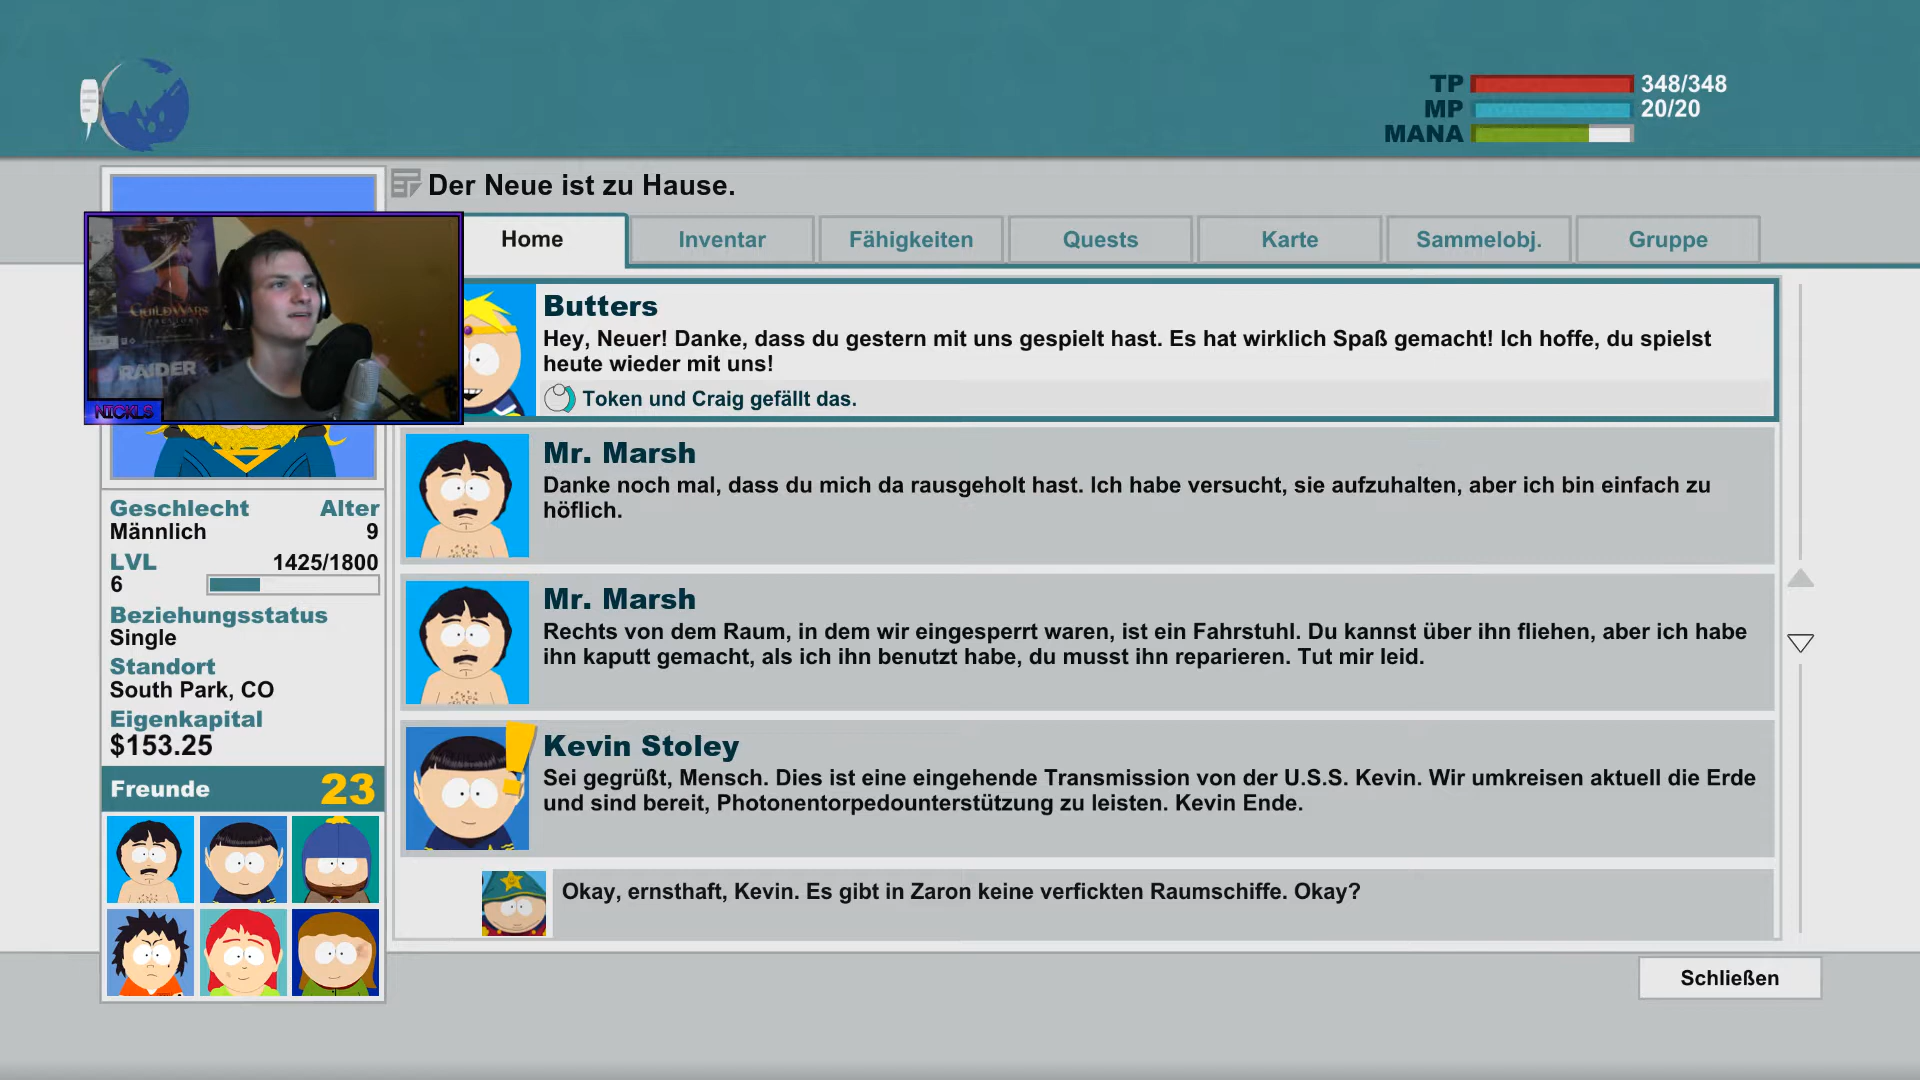 TP 348/348
MP 20/20
MANA
Der Neue ist zu Hause.
Home
Inventar
Fähigkeiten
Quests
Karte
Sammelobj.
Gruppe
GUILD WARS
RAIDER
NICKLS
Butters
Hey, Neuer! Danke, dass du gestern mit uns gespielt hast. Es hat wirklich Spaß gemacht! Ich hoffe, du spielst
heute wieder mit uns!
Token und Craig gefällt das.
Mr. Marsh
Danke noch mal, dass du mich da rausgeholt hast. Ich habe versucht, sie aufzuhalten, aber ich bin einfach zu
höflich.
Mr. Marsh
Rechts von dem Raum, in dem wir eingesperrt waren, ist ein Fahrstuhl. Du kannst über ihn fliehen, aber ich habe
ihn kaputt gemacht, als ich ihn benutzt habe, du musst ihn reparieren. Tut mir leid.
Kevin Stoley
Sei gegrüßt, Mensch. Dies ist eine eingehende Transmission von der U.S.S. Kevin. Wir umkreisen aktuell die Erde
und sind bereit, Photonentorpedounterstützung zu leisten. Kevin Ende.
Okay, ernsthaft, Kevin. Es gibt in Zaron keine verfickten Raumschiffe. Okay?
Geschlecht Alter
Männlich 9
LVL 1425/1800
6
Beziehungsstatus
Single
Standort
South Park, CO
Eigenkapital
$153.25
Freunde 23
Schließen